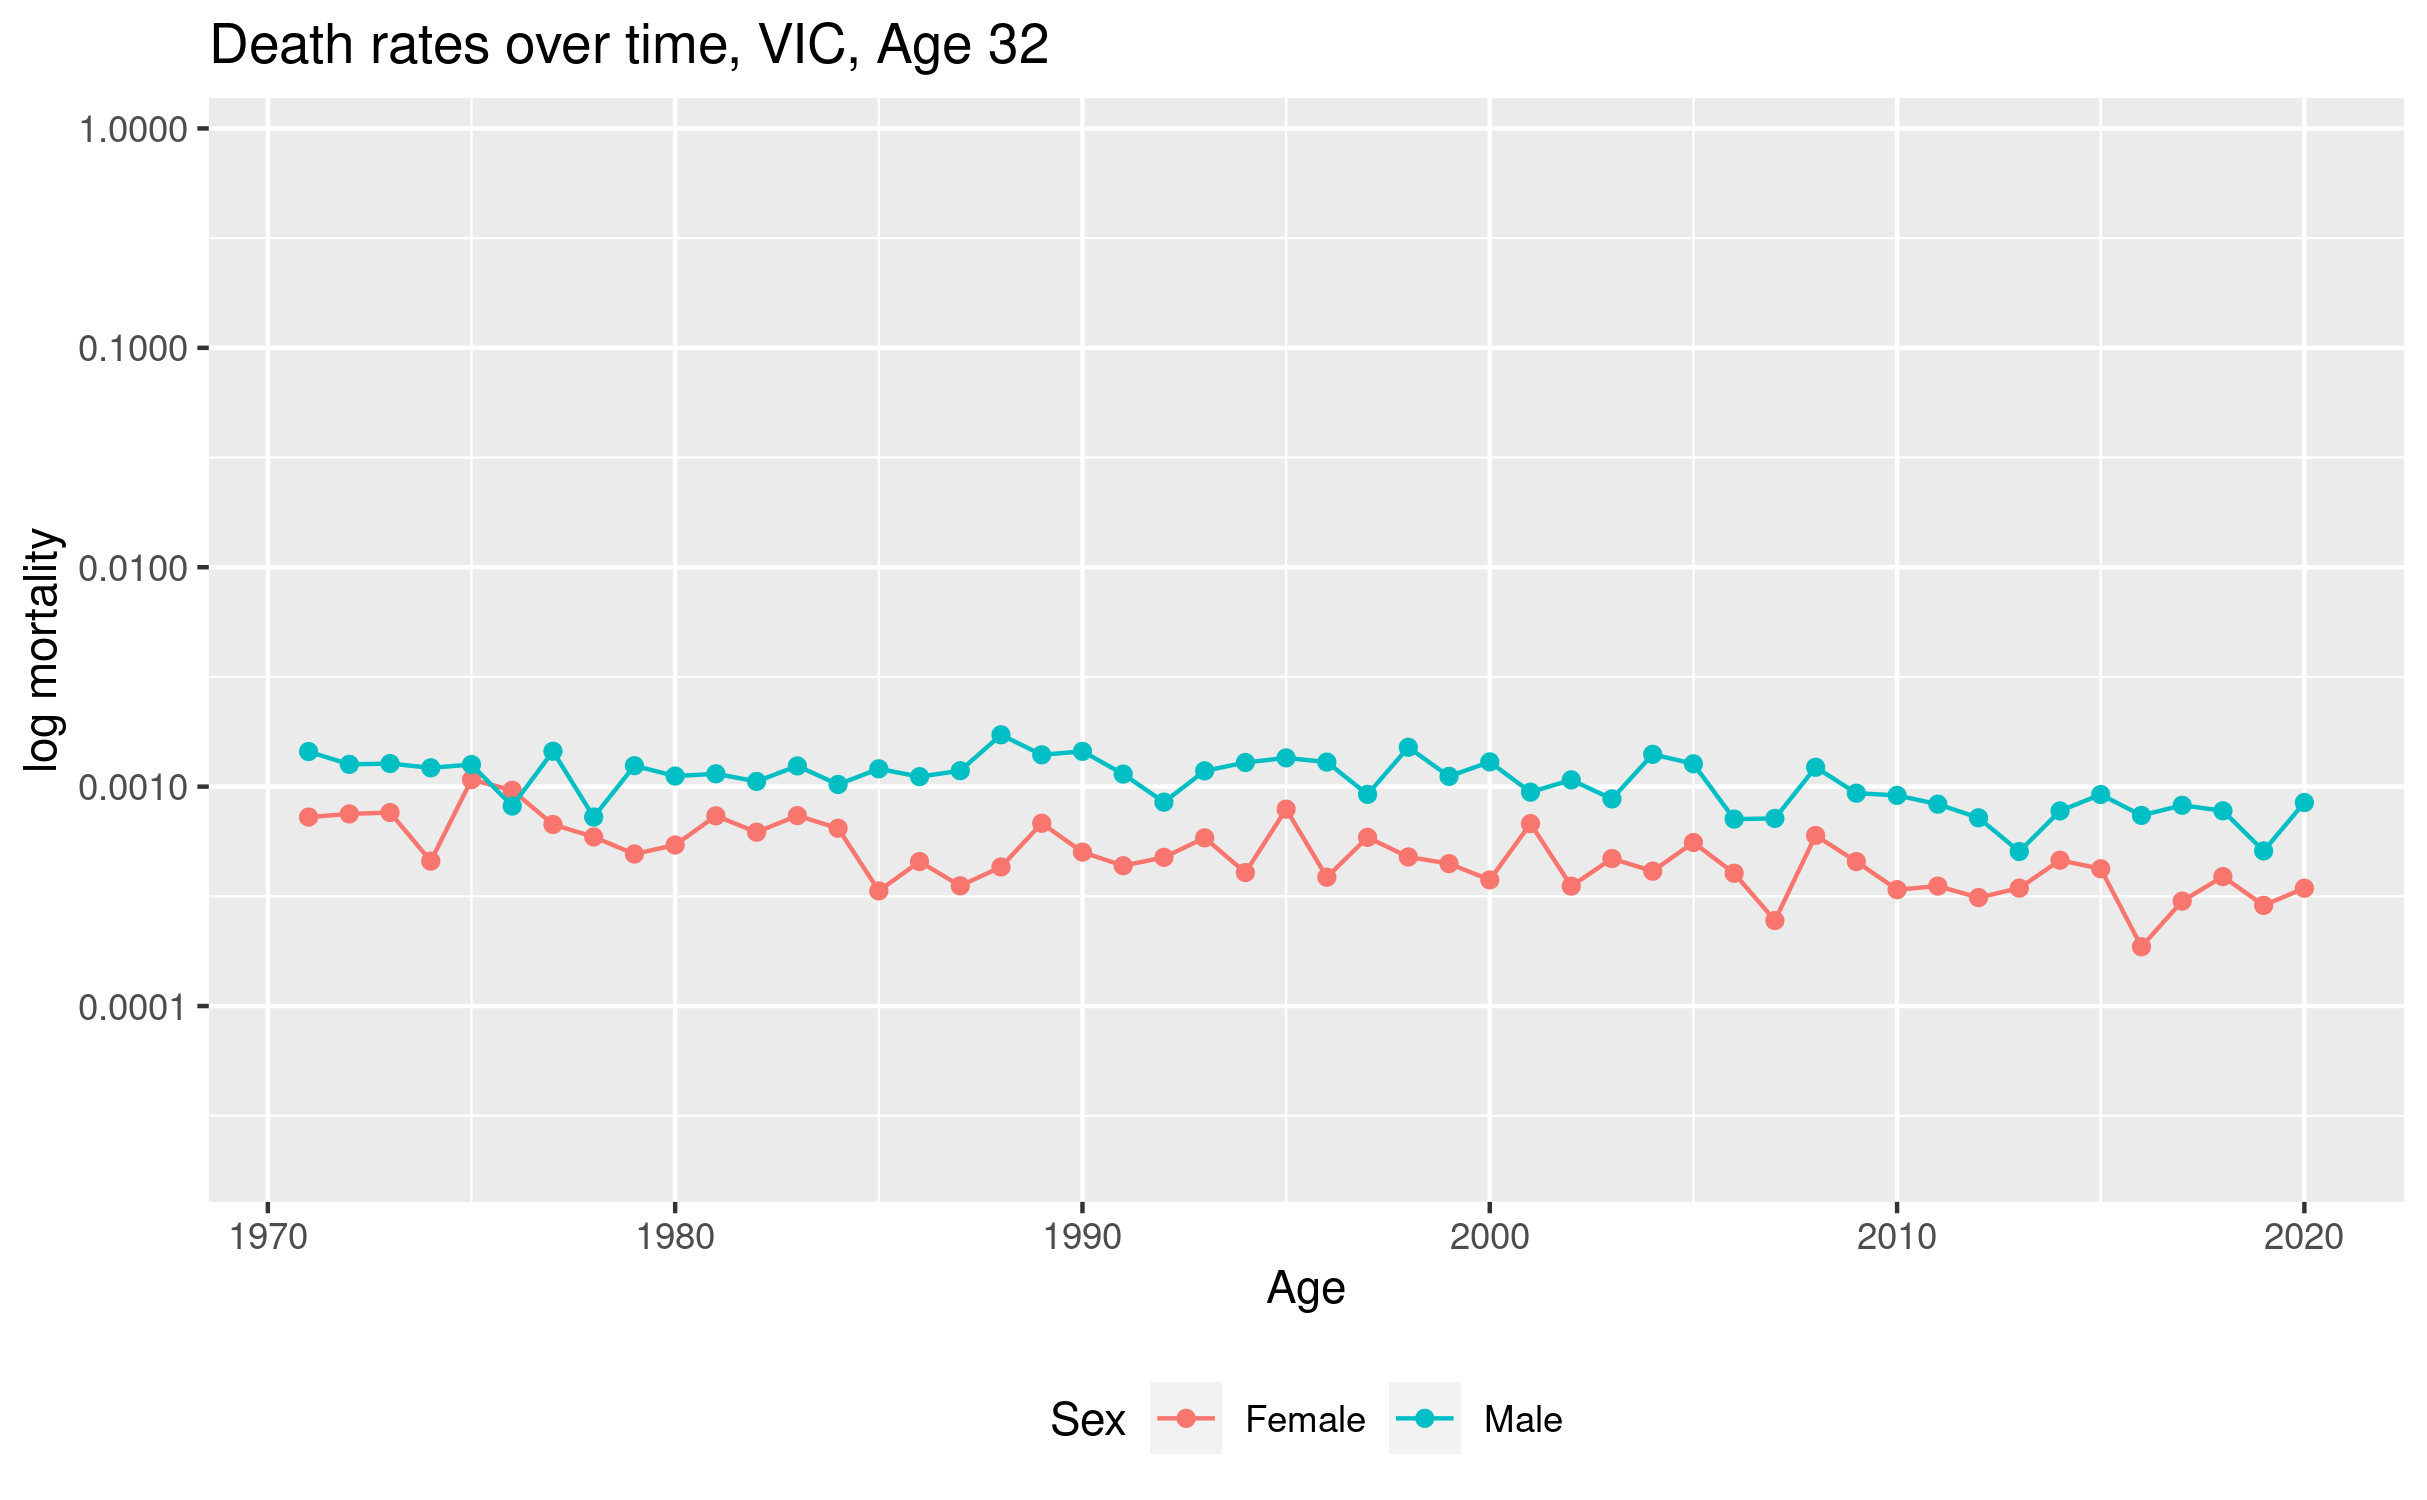 Death rates over time, VIC, Age 32
log mortality
1.0000
0.1000
0.0100
0.0010
0.0001
1970 1980 1990 2000 2010 2020
Age
Sex Female Male